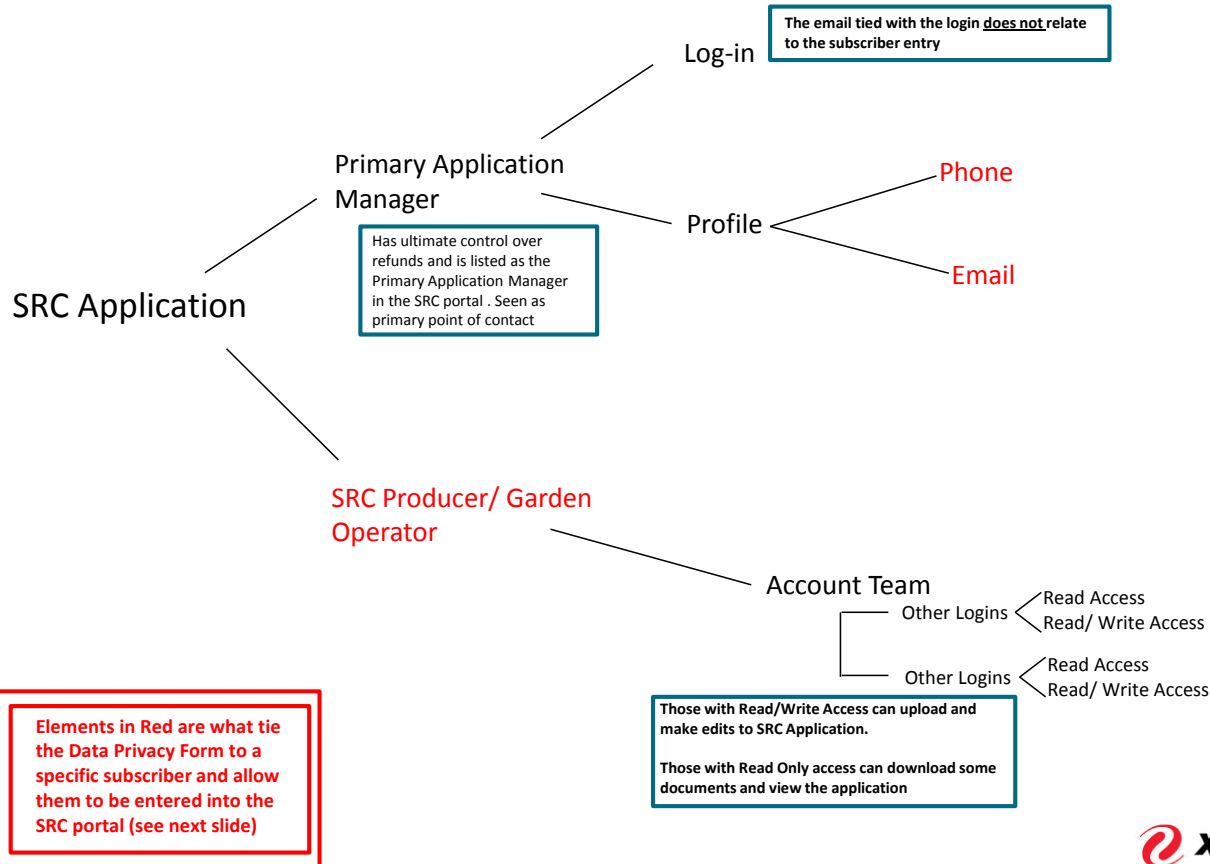 The email tied with the login does not relate
to the subscriber entry
Log-in
Primary Application
Manager
Phone
Profile
Has ultimate control over
refunds and is listed as the
Primary Application Manager
in the SRC portal . Seen as
primary point of contact
Email
SRC Application
SRC Producer/ Garden
Operator
Account Team
Other Logins
Read Access
Read/ Write Access
Other Logins
Read Access
Read/ Write Access
Those with Read/Write Access can upload and
make edits to SRC Application.
Those with Read Only access can download some
documents and view the application
Elements in Red are what tie
the Data Privacy Form to a
specific subscriber and allow
them to be entered into the
SRC portal (see next slide)
X